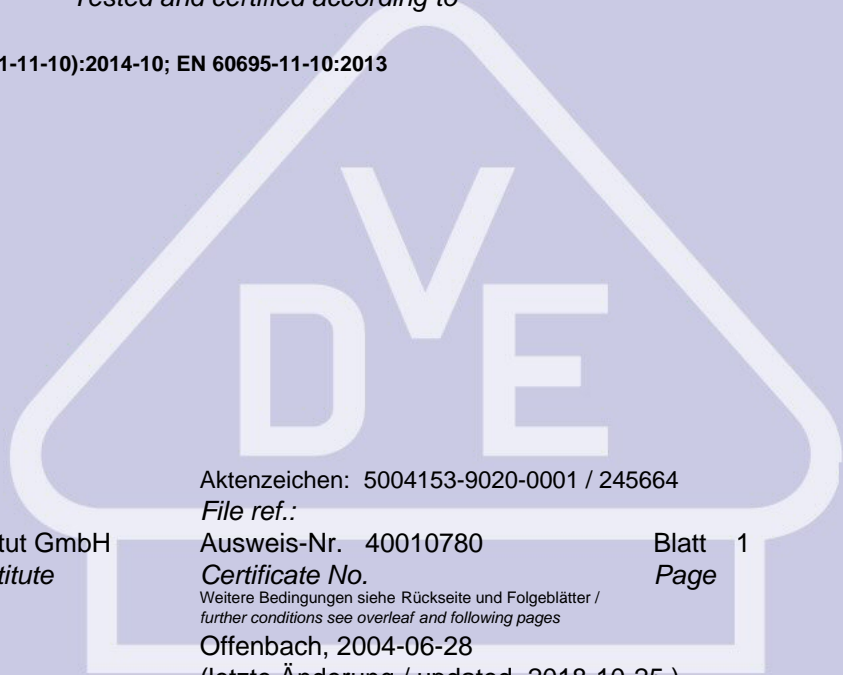 Tested and certified according to
1-11-10):2014-10; EN 60695-11-10:2013
VDE
Aktenzeichen: 5004153-9020-0001 / 245664
File ref.:
tut GmbH Ausweis-Nr. 40010780 Blatt 1
titute Certificate No. Page
Weitere Bedingungen siehe Rückseite und Folgeblätter /
further conditions see overleaf and following pages
Offenbach, 2004-06-28
(letzte Änderung / updated 2018-10-25 )